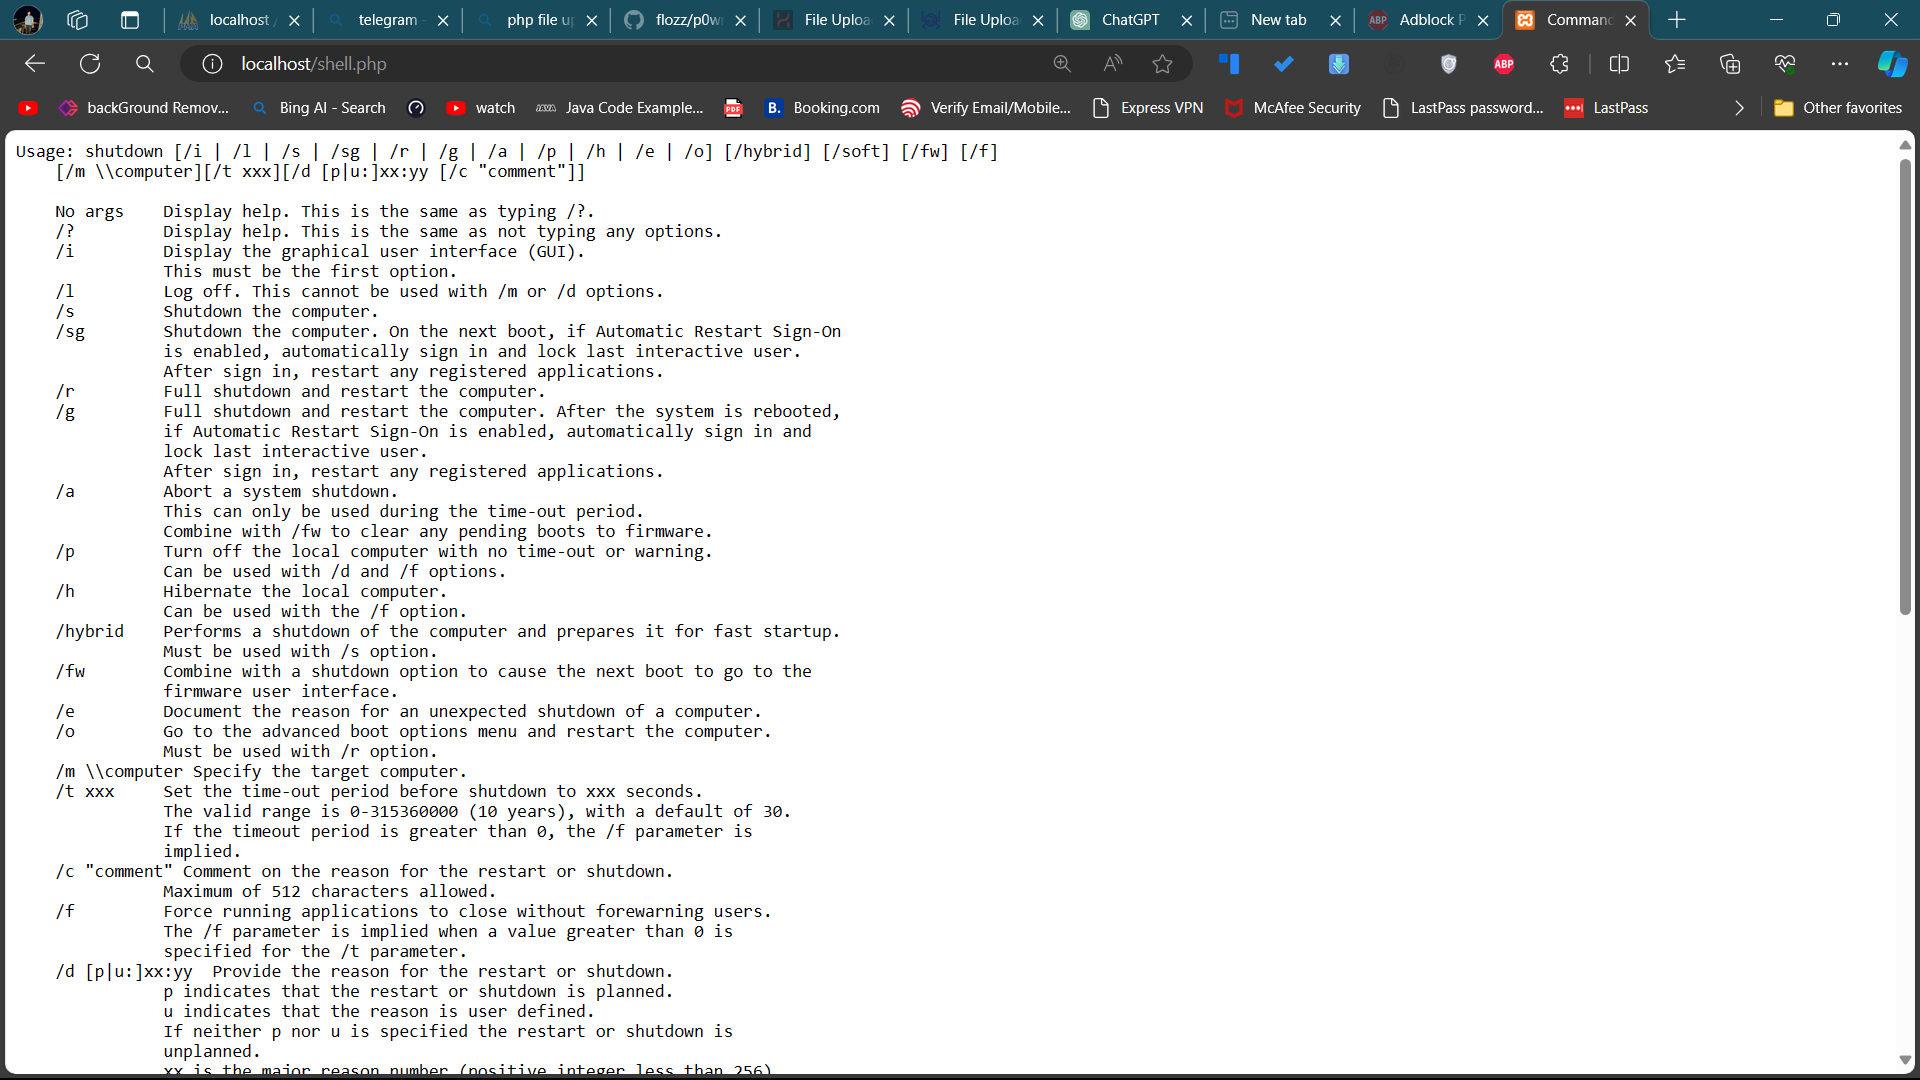 localhost /
telegram -
php file up
flozz/p0w
File Uploa
File Uploa
ChatGPT
New tab
Adblock P
Command
localhost/shell.php
ABP
backGround Remov...
Bing AI - Search
watch
Java Code Example...
PDF
B.
Booking.com
Verify Email/Mobile...
Express VPN
McAfee Security
LastPass password...
LastPass
Other favorites
Usage: shutdown [/i | /l | /s | /sg | /r | /g | /a | /p | /h | /e | /o] [/hybrid] [/soft] [/fw] [/f]
[/m \\computer][/t xxx][/d [p|u:]xx:yy [/c "comment"]]
No args Display help. This is the same as typing /?.
/? Display help. This is the same as not typing any options.
/i Display the graphical user interface (GUI).
This must be the first option.
/l Log off. This cannot be used with /m or /d options.
/s Shutdown the computer.
/sg Shutdown the computer. On the next boot, if Automatic Restart Sign-On
is enabled, automatically sign in and lock last interactive user.
After sign in, restart any registered applications.
/r Full shutdown and restart the computer.
/g Full shutdown and restart the computer. After the system is rebooted,
if Automatic Restart Sign-On is enabled, automatically sign in and
lock last interactive user.
After sign in, restart any registered applications.
/a Abort a system shutdown.
This can only be used during the time-out period.
Combine with /fw to clear any pending boots to firmware.
/p Turn off the local computer with no time-out or warning.
Can be used with /d and /f options.
/h Hibernate the local computer.
Can be used with the /f option.
/hybrid Performs a shutdown of the computer and prepares it for fast startup.
Must be used with /s option.
/fw Combine with a shutdown option to cause the next boot to go to the
firmware user interface.
/e Document the reason for an unexpected shutdown of a computer.
/o Go to the advanced boot options menu and restart the computer.
Must be used with /r option.
/m \\computer Specify the target computer.
/t xxx Set the time-out period before shutdown to xxx seconds.
The valid range is 0-315360000 (10 years), with a default of 30.
If the timeout period is greater than 0, the /f parameter is
implied.
/c "comment" Comment on the reason for the restart or shutdown.
Maximum of 512 characters allowed.
/f Force running applications to close without forewarning users.
The /f parameter is implied when a value greater than 0 is
specified for the /t parameter.
/d [p|u:]xx:yy Provide the reason for the restart or shutdown.
p indicates that the restart or shutdown is planned.
u indicates that the reason is user defined.
If neither p nor u is specified the restart or shutdown is
unplanned.
xx is the major reason number (positive integer less than 256)